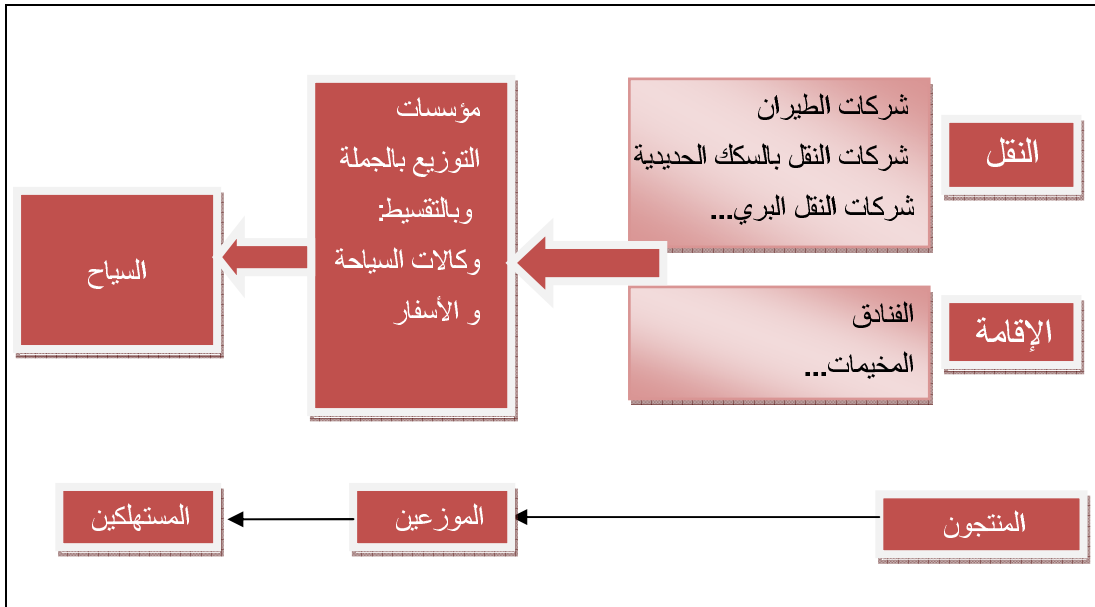 النقل
شركات الطيران
شركات النقل بالسكك الحديدية
شركات النقل البري...
الإقامة
الفنادق
المخيمات...
مؤسسات
التوزيع بالجملة
وبالتقسيط:
وكالات السياحة
و الأسفار
السياح
المنتجون
الموزعين
المستهلكين